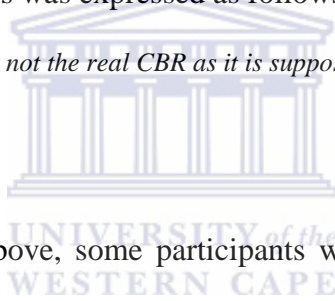 s was expressed as follows
not the real CBR as it is suppo
bove, some participants w
UNIVERSITY of the
WESTERN CAPE